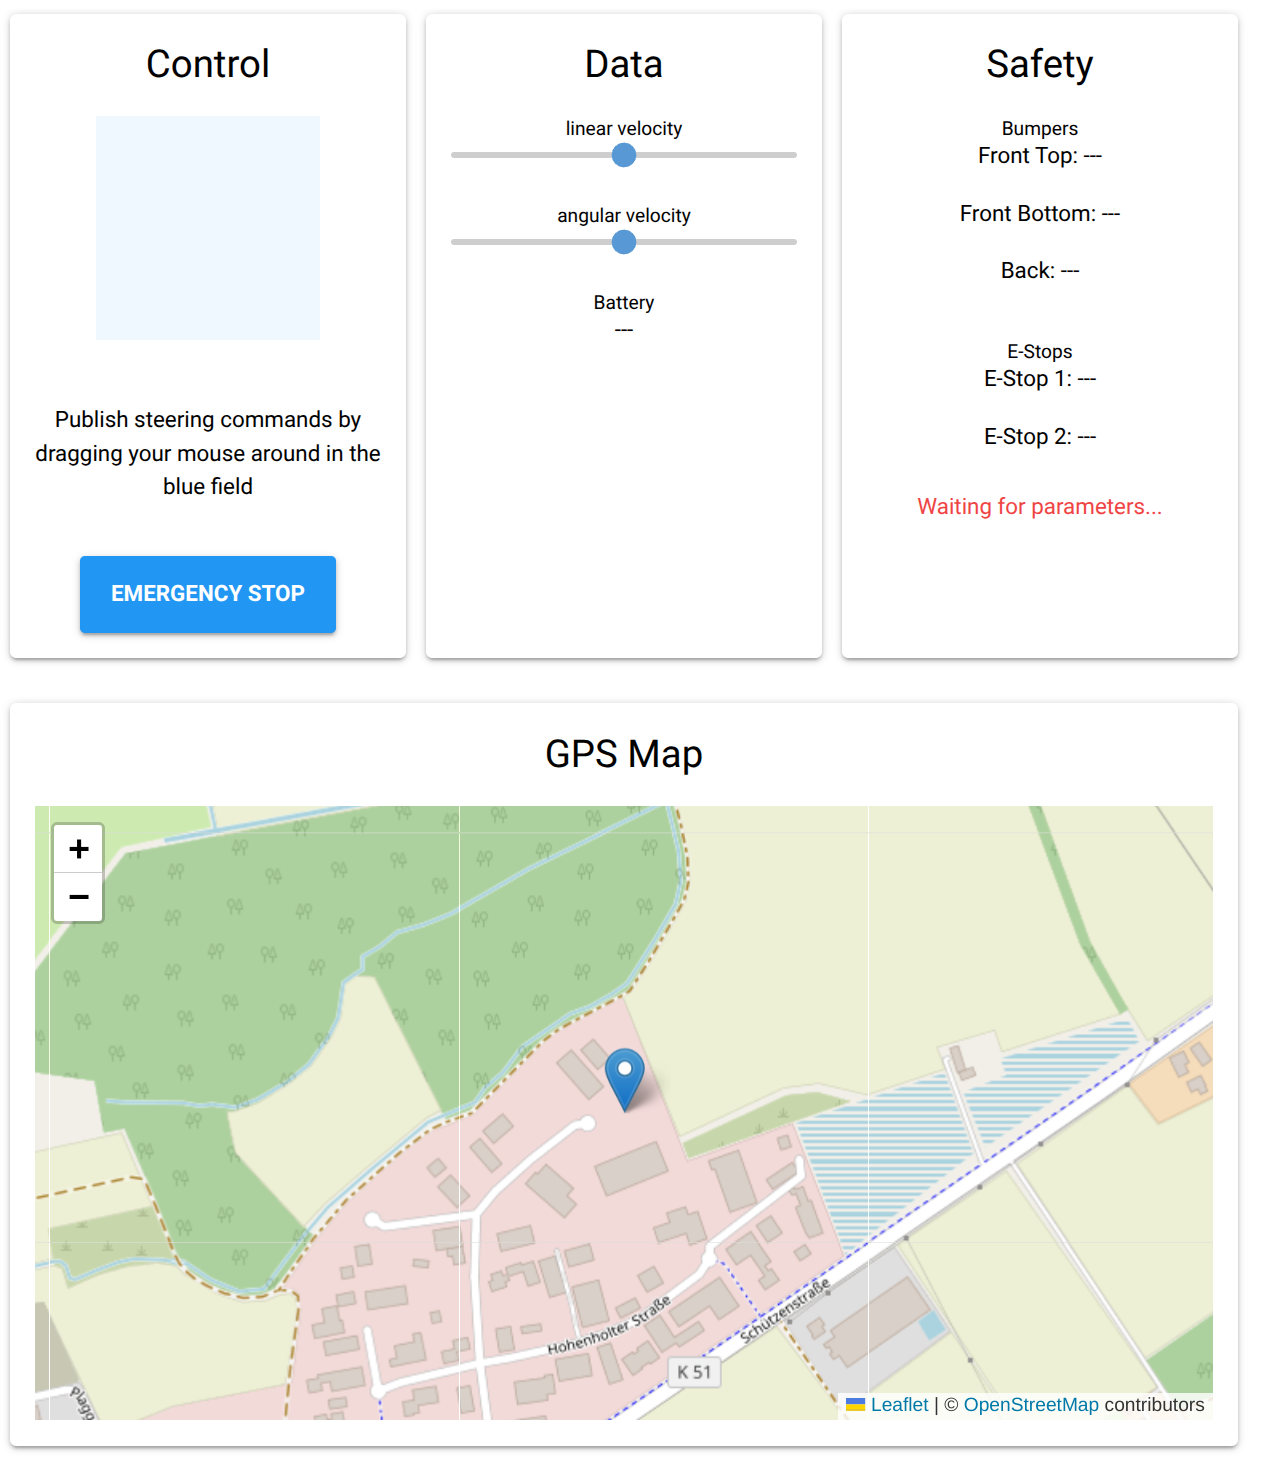 Control
Publish steering commands by
dragging your mouse around in the
blue field
EMERGENCY STOP
Data
linear velocity
angular velocity
Battery
---
Safety
Bumpers
Front Top: ---
Front Bottom: ---
Back: ---
E-Stops
E-Stop 1: ---
E-Stop 2: ---
Waiting for parameters...
GPS Map
+
−
Hohenholter Straße
Schützenstraße
K 51
Plagg
Leaflet | © OpenStreetMap contributors